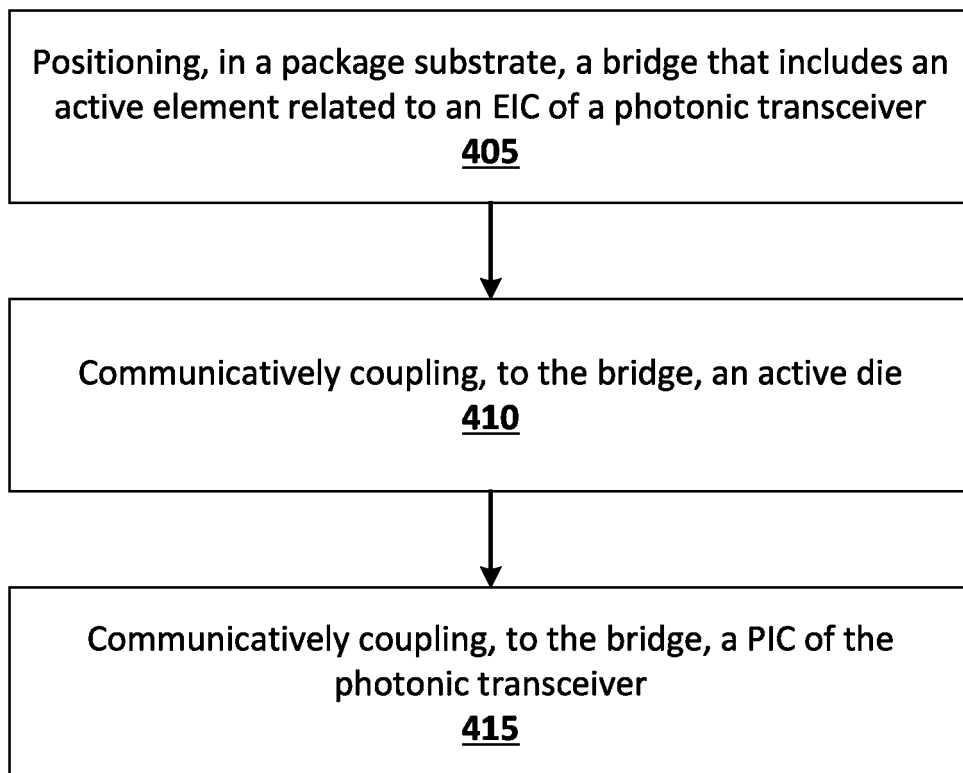 Positioning, in a package substrate, a bridge that includes an
active element related to an EIC of a photonic transceiver
405
Communicatively coupling, to the bridge, an active die
410
Communicatively coupling, to the bridge, a PIC of the
photonic transceiver
415